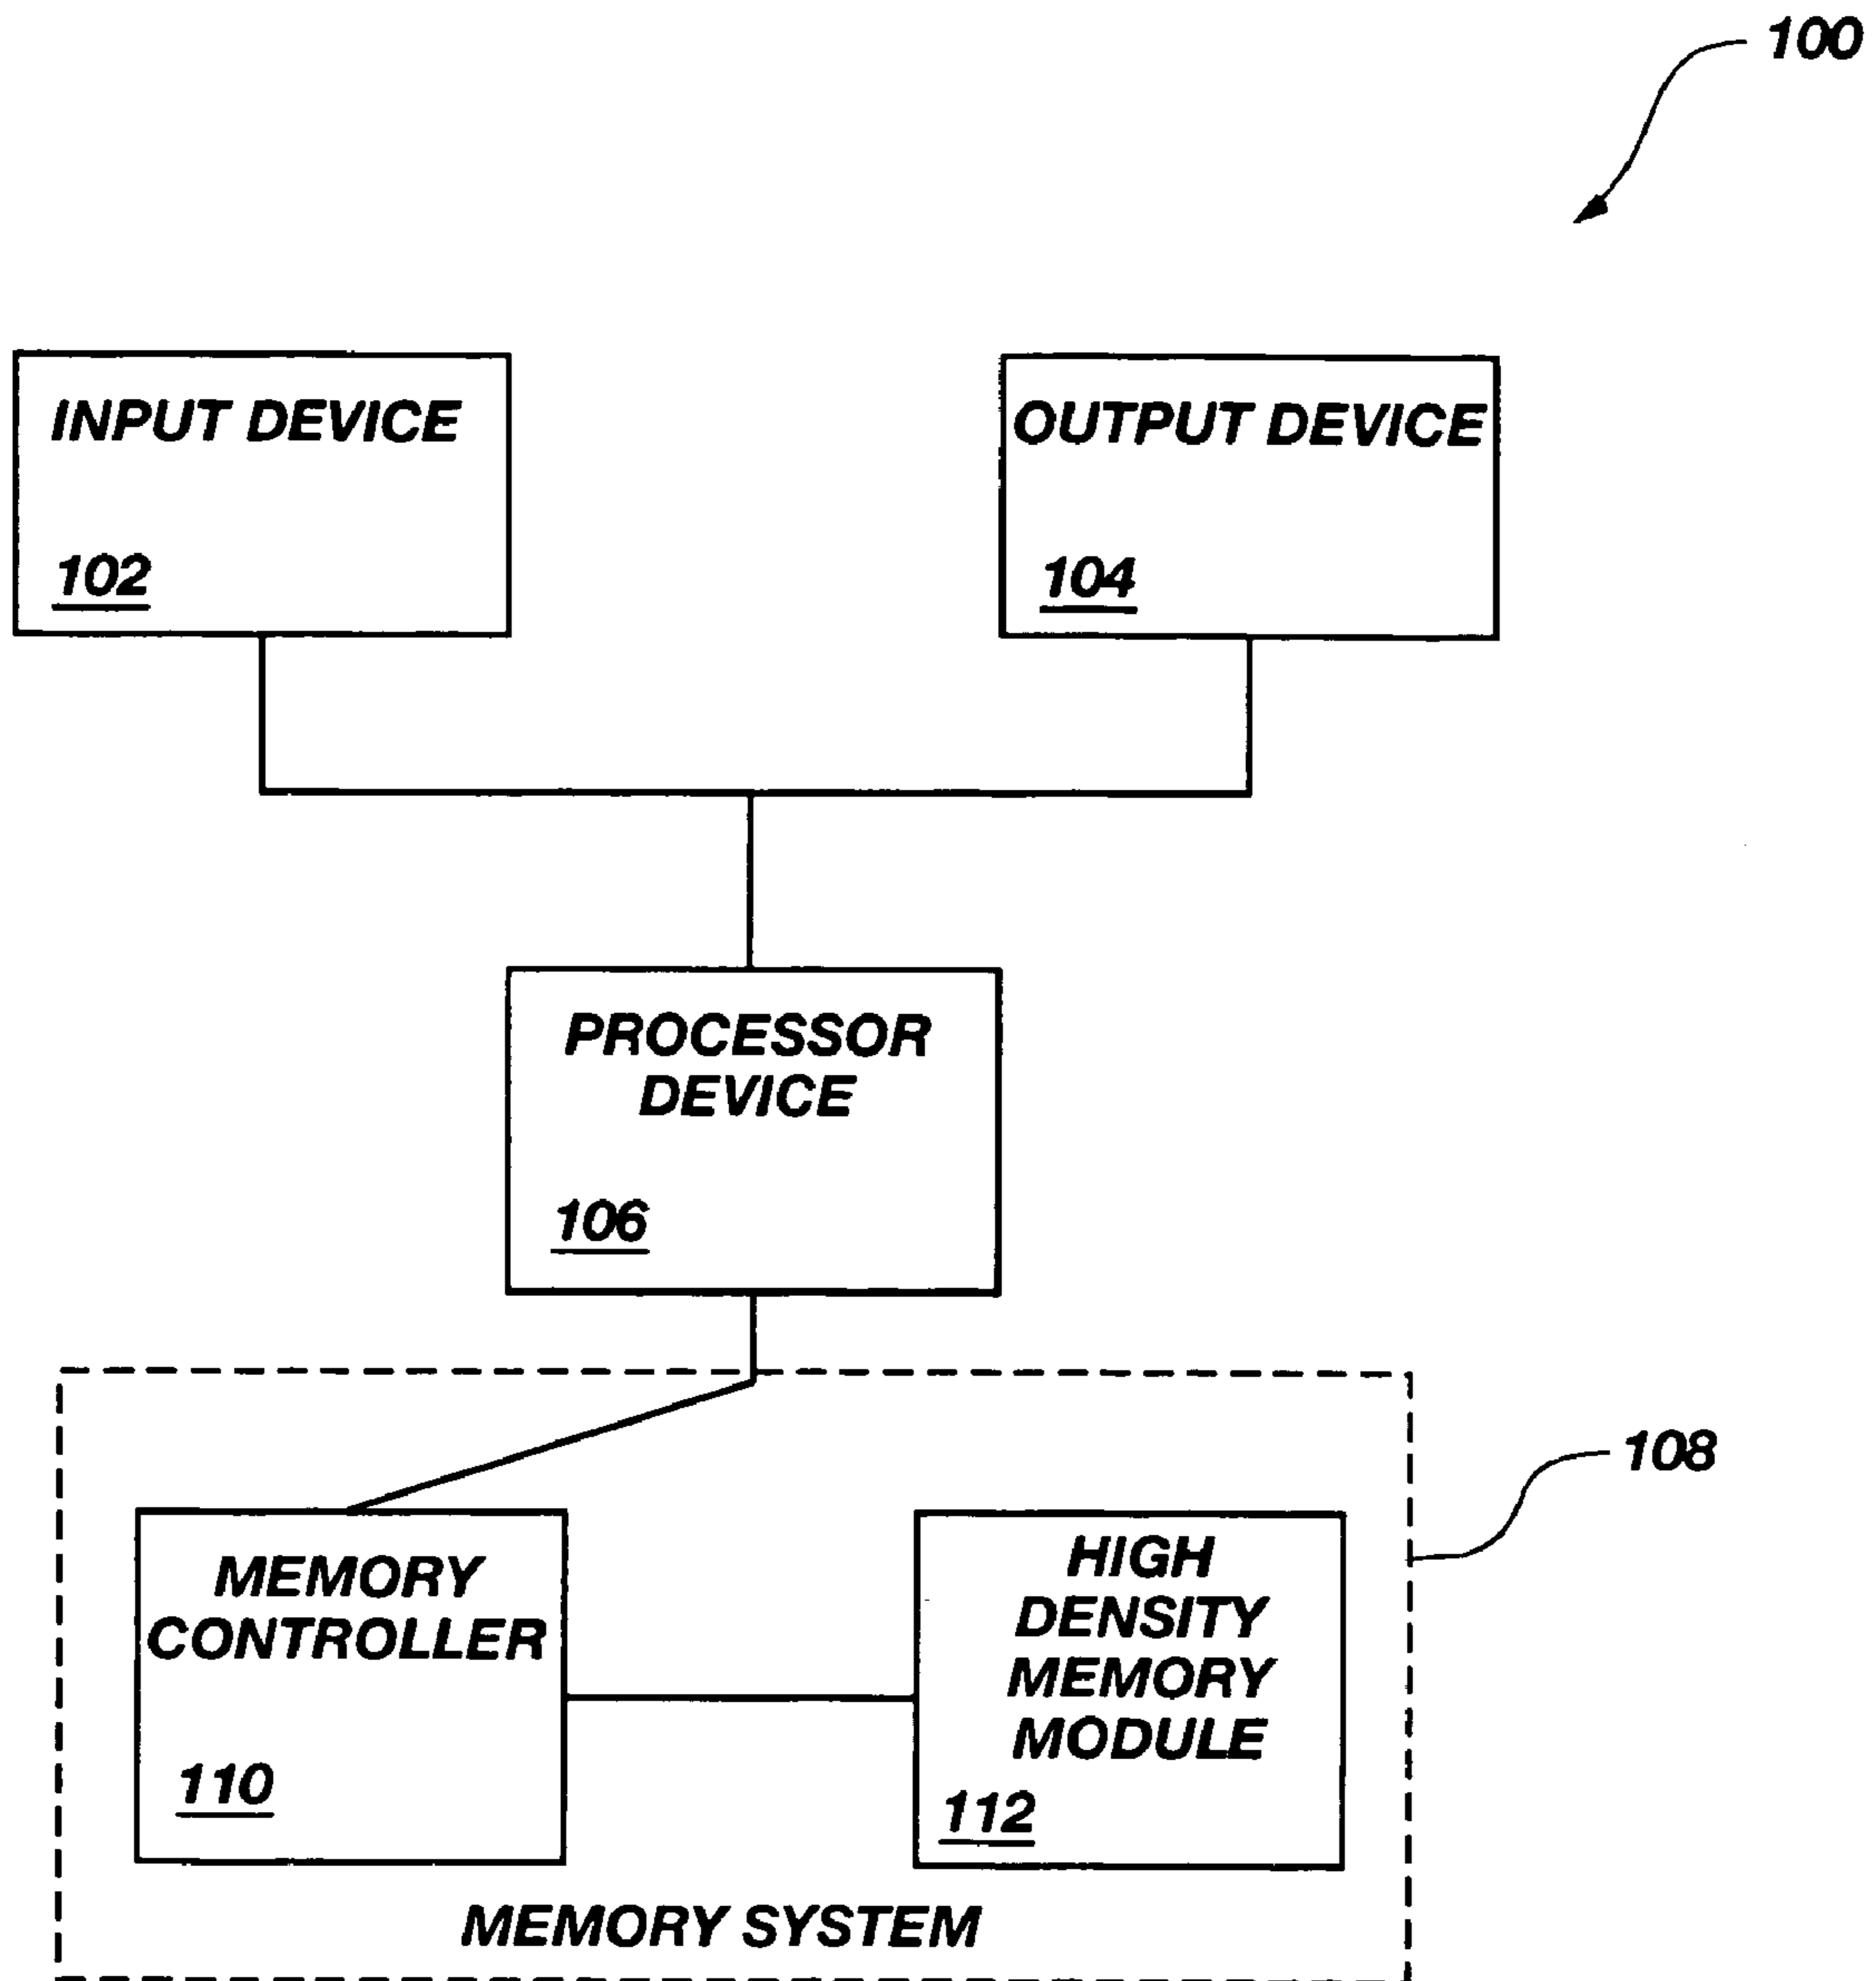 100
INPUT DEVICE
102
OUTPUT DEVICE
104
PROCESSOR
DEVICE
106
108
MEMORY
CONTROLLER
110
HIGH
DENSITY
MEMORY
MODULE
112
MEMORY SYSTEM